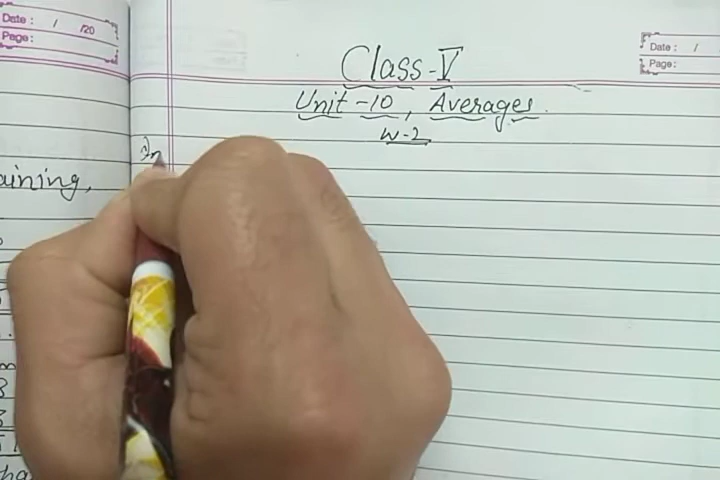 Date : / /20
Page:
Date : /
Page:
Class-V
Unit-10, Averages.
W-2
aining,